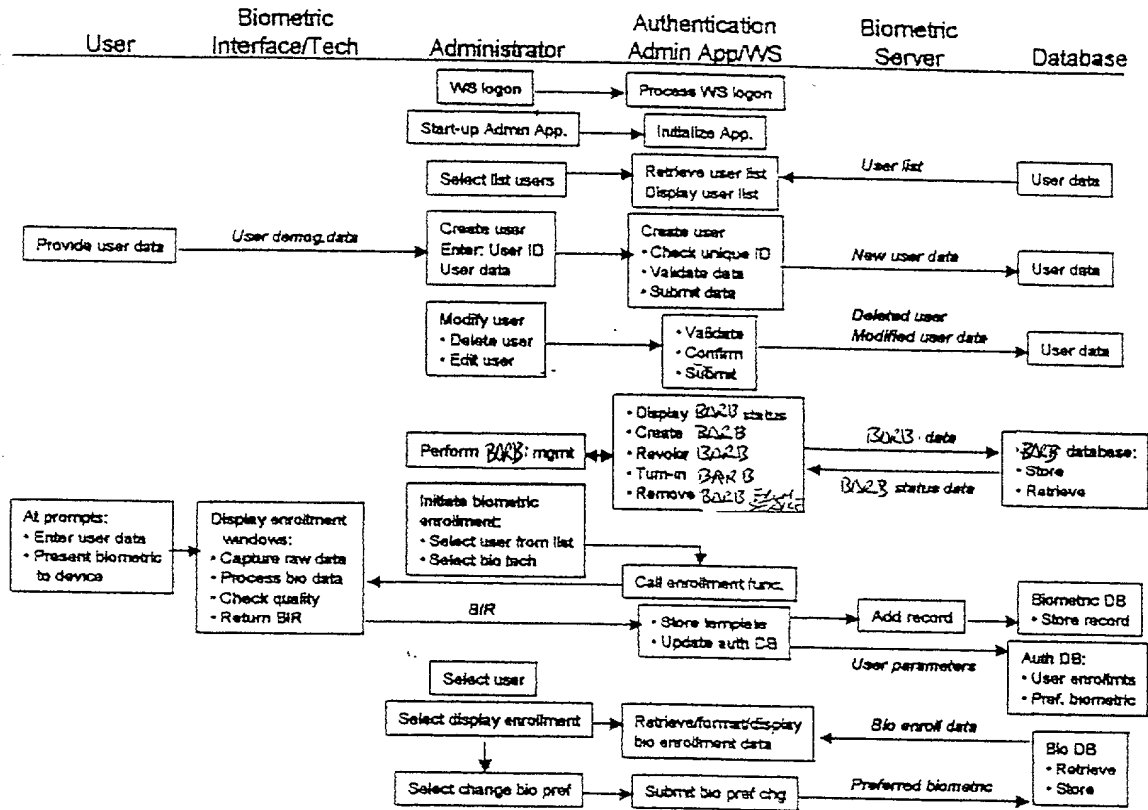 User
Biometric
Interface/Tech
Administrator
Authentication
Admin App/WS
Biometric
Server
Database
WS logon
Process WS logon
Start-up Admin App.
Initialize App.
Select list users
Retrieve user list
Display user list
User list
User data
Provide user data
User demog. data
Create user
Enter: User ID
User data
Create user
• Check unique ID
• Validate data
• Submit data
New user data
User data
Modify user
• Delete user
• Edit user
• Validate
• Confirm
• Submit
Deleted user
Modified user data
User data
Perform BARB: mgmt
• Display BARB status
• Create BARB
• Revoke BARB
• Turn-in BARB
• Remove BARB
BARB data
BARB status data
• BARB database:
• Store
• Retrieve
At prompts:
• Enter user data
• Present biometric
to device
Display enrollment
windows:
• Capture raw data
• Process bio data
• Check quality
• Return BIR
Initiate biometric
enrollment:
• Select user from list
• Select bio tech
Call enrollment func.
BIR
• Store template
• Update auth DB
Add record
Biometric DB
• Store record
User parameters
Auth DB:
• User enrollmts
• Pref. biometric
Select user
Select display enrollment
Retrieve/format/display
bio enrollment data
Bio enroll data
Bio DB
• Retrieve
• Store
Select change bio pref
Submit bio pref chg
Preferred biometric